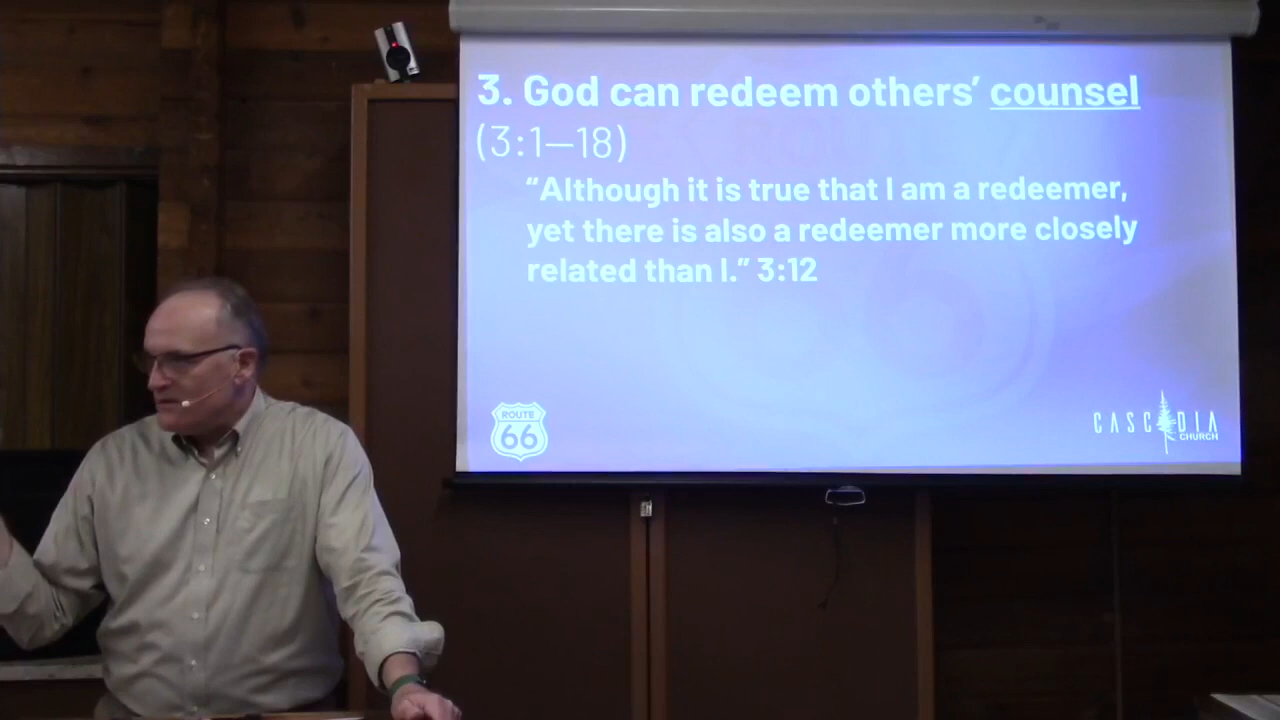 3. God can redeem others’ counsel
(3:1—18)
“Although it is true that I am a redeemer,
yet there is also a redeemer more closely
related than I.” 3:12
ROUTE
66
CASCADIA
CHURCH